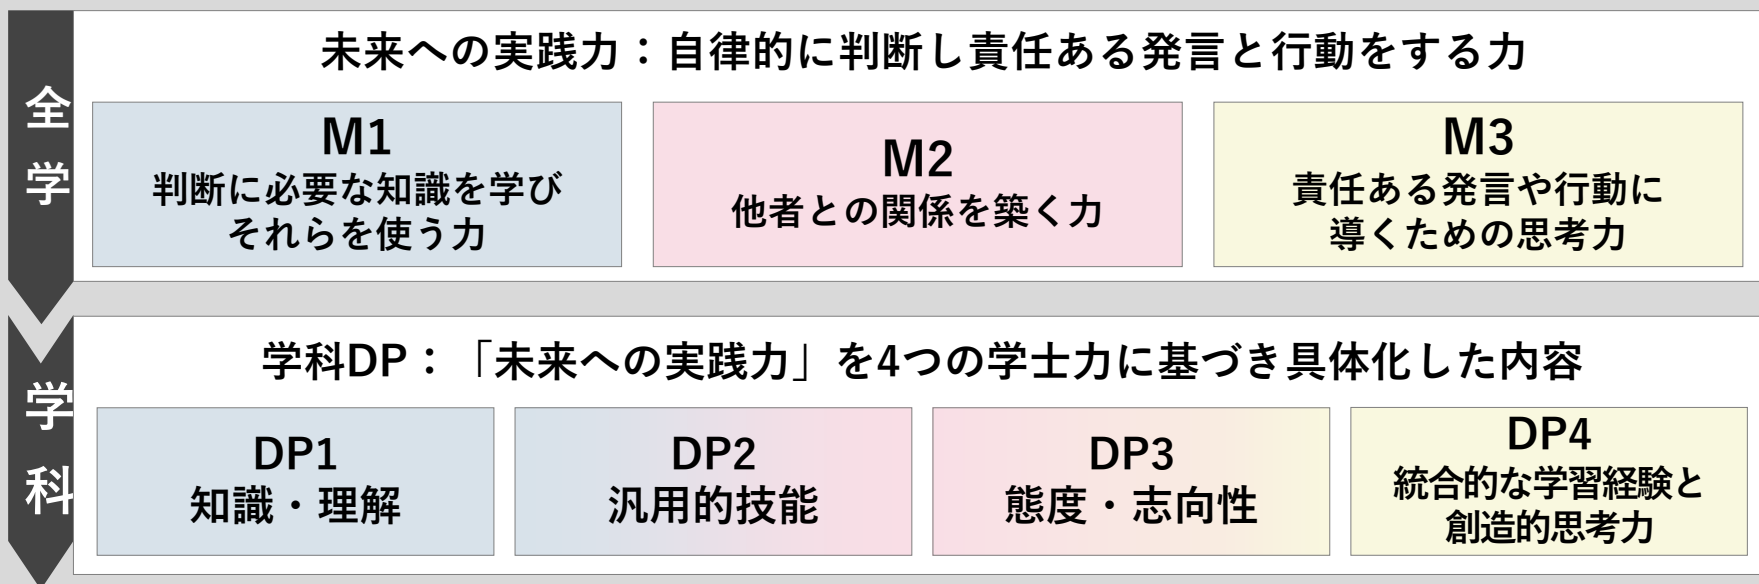 全学
未来への実践力：自律的に判断し責任ある発言と行動をする力
M1
判断に必要な知識を学び
それらを使う力
M2
他者との関係を築く力
M3
責任ある発言や行動に
導くための思考力
学科
学科DP：「未来への実践力」を4つの学士力に基づき具体化した内容
DP1
知識・理解
DP2
汎用的技能
DP3
態度・志向性
DP4
統合的な学習経験と
創造的思考力